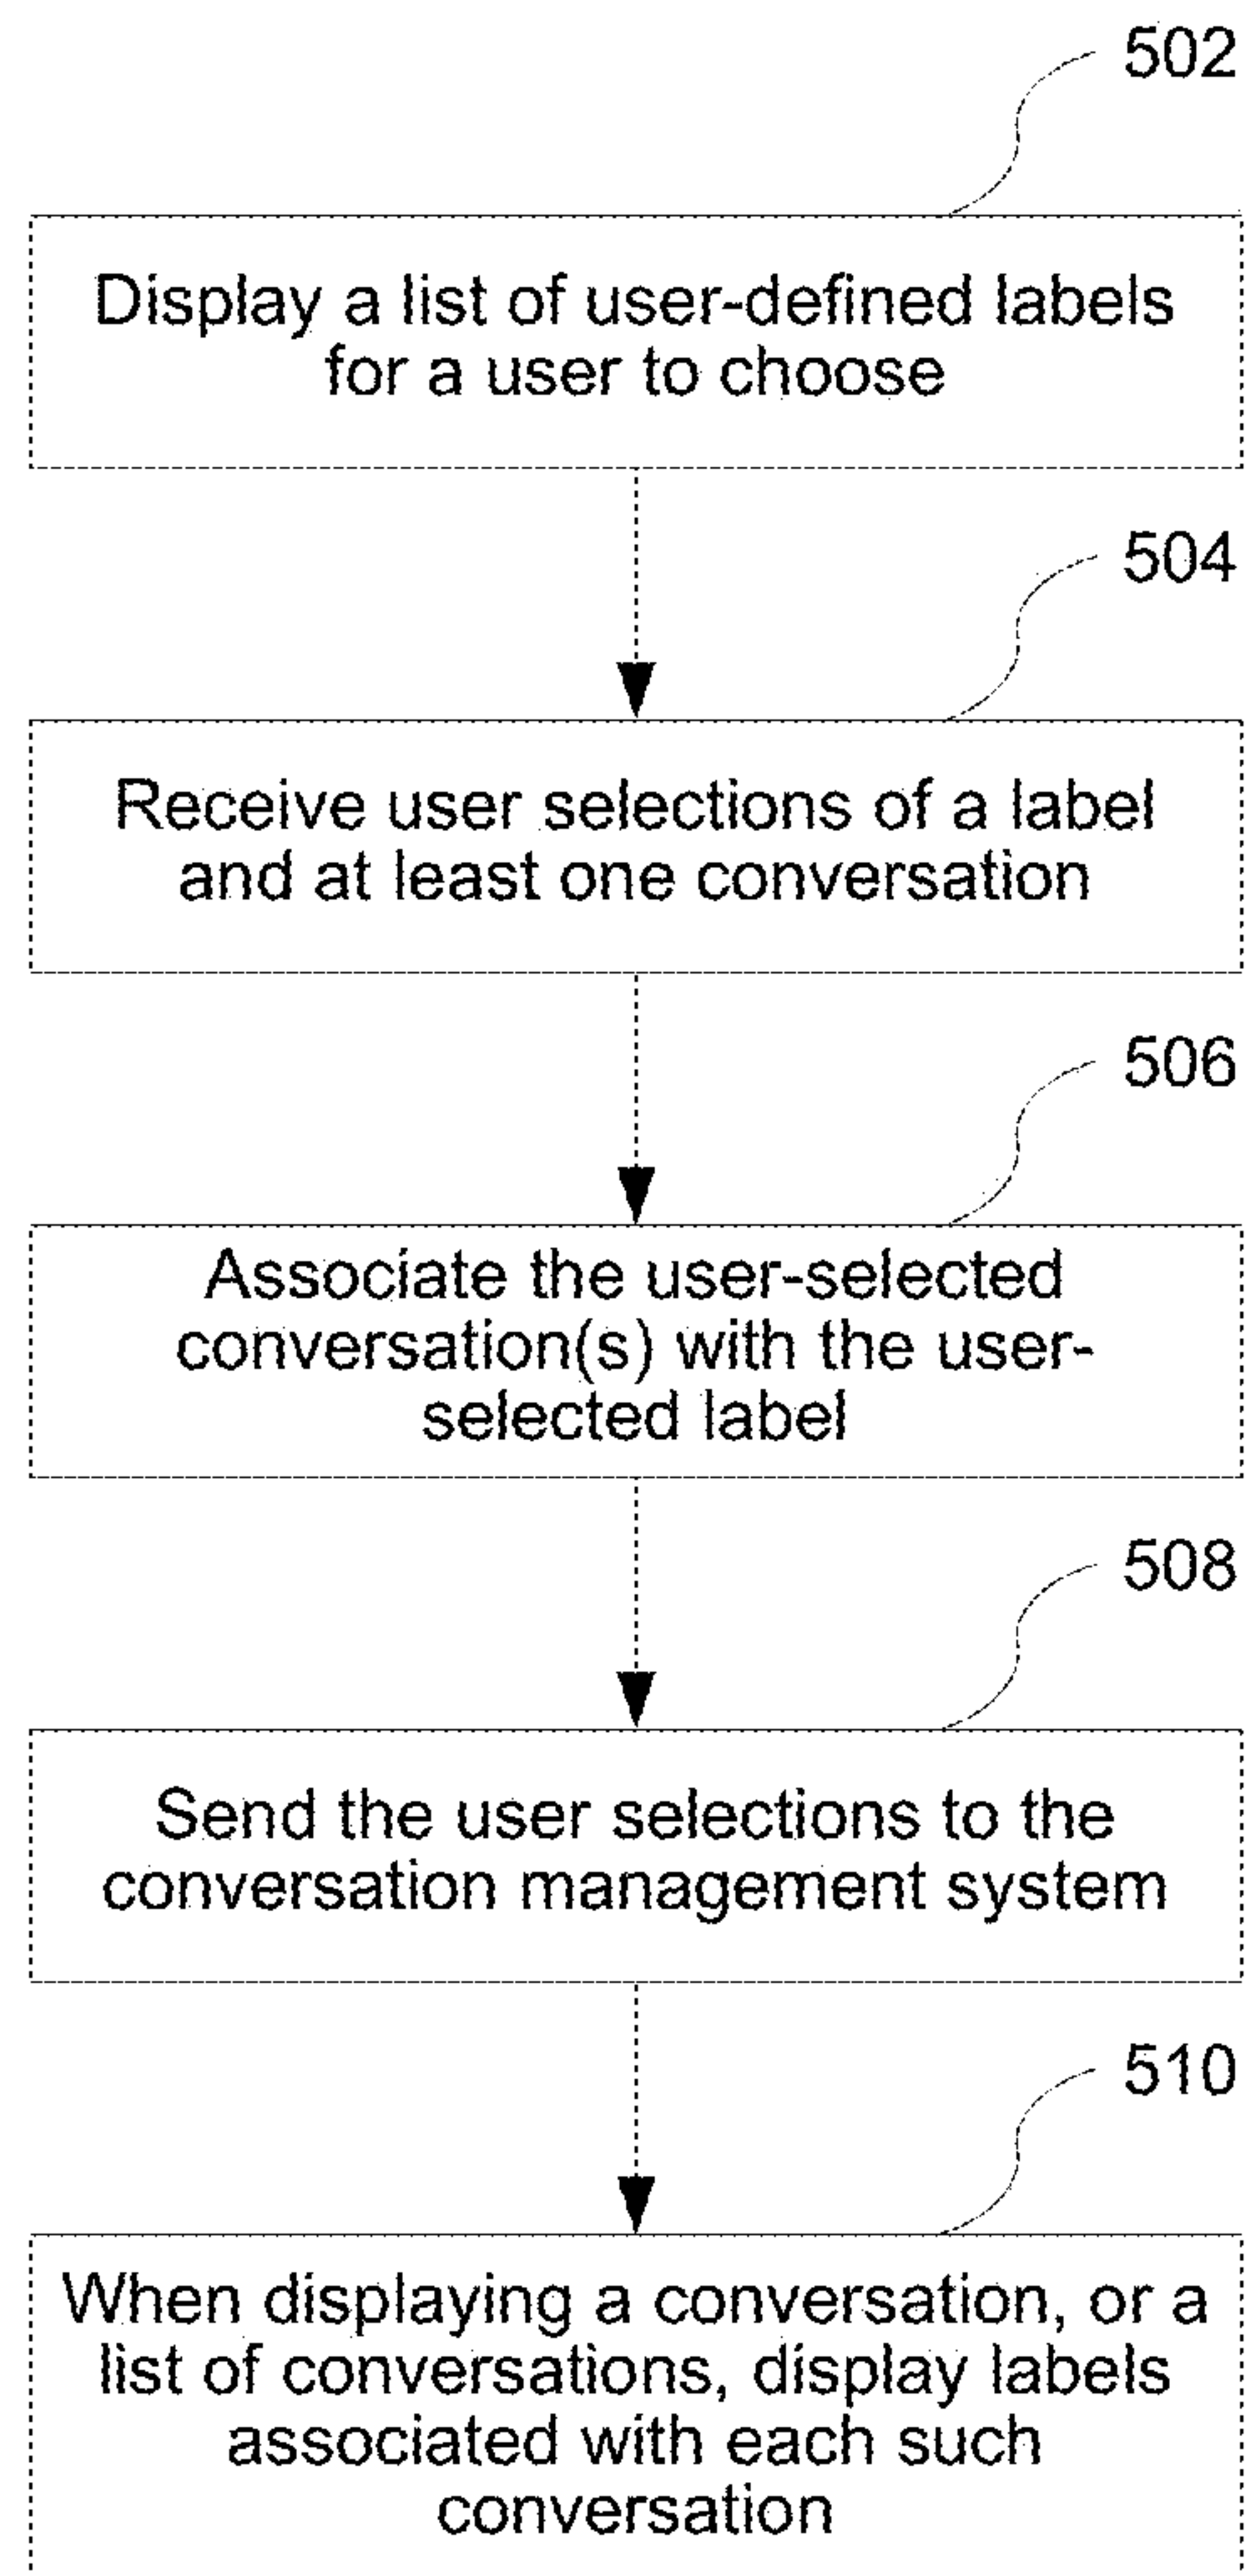 502
Display a list of user-defined labels
for a user to choose
504
Receive user selections of a label
and at least one conversation
506
Associate the user-selected
conversation(s) with the user-
selected label
508
Send the user selections to the
conversation management system
510
When displaying a conversation, or a
list of conversations, display labels
associated with each such
conversation